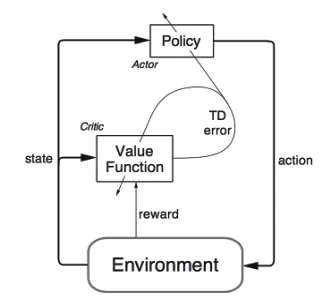 Policy
Actor
Critic
TD
error
Value
Function
state
action
reward
Environment